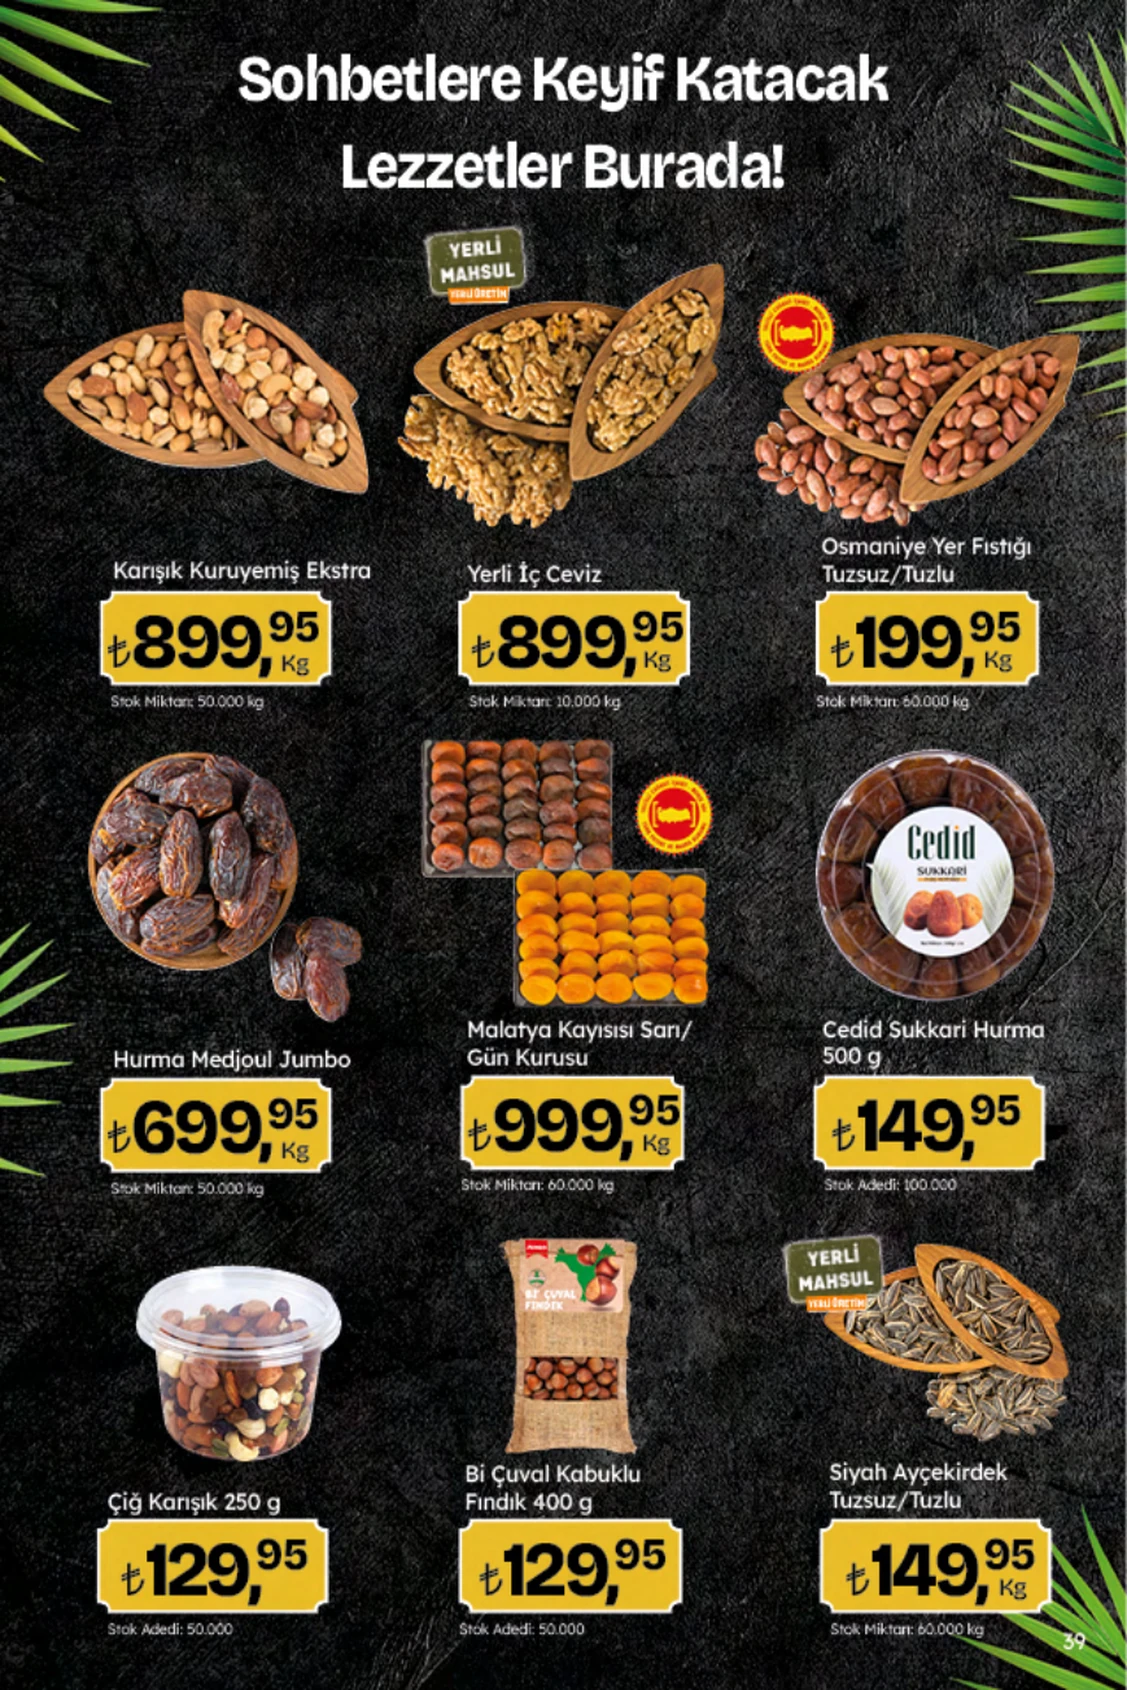 Sohbetlere Keyif Katacak
Lezzetler Burada!
YERLİ
MAHSUL
YERLİ ÜRETİM
Karışık Kuruyemiş Ekstra
₺899,95
Kg
Stok Miktarı: 50.000 kg
Yerli İç Ceviz
₺899,95
Kg
Stok Miktarı: 10.000 kg
Osmaniye Yer Fıstığı
Tuzsuz/Tuzlu
₺199,95
Kg
Stok Miktarı: 60.000 kg
Hurma Medjoul Jumbo
₺699,95
Kg
Stok Miktarı: 50.000 kg
Malatya Kayısısı Sarı/
Gün Kurusu
₺999,95
Kg
Stok Miktarı: 60.000 kg
Cedid
SUKKARİ
Cedid Sukkari Hurma
500 g
₺149,95
Stok Adedi: 100.000
Çiğ Karışık 250 g
₺129,95
Stok Adedi: 50.000
Bİ ÇUVAL
FINDIK
Bi Çuval Kabuklu
Fındık 400 g
₺129,95
Stok Adedi: 50.000
YERLİ
MAHSUL
YERLİ ÜRETİM
Siyah Ayçekirdek
Tuzsuz/Tuzlu
₺149,95
Kg
Stok Miktarı: 60.000 kg
39